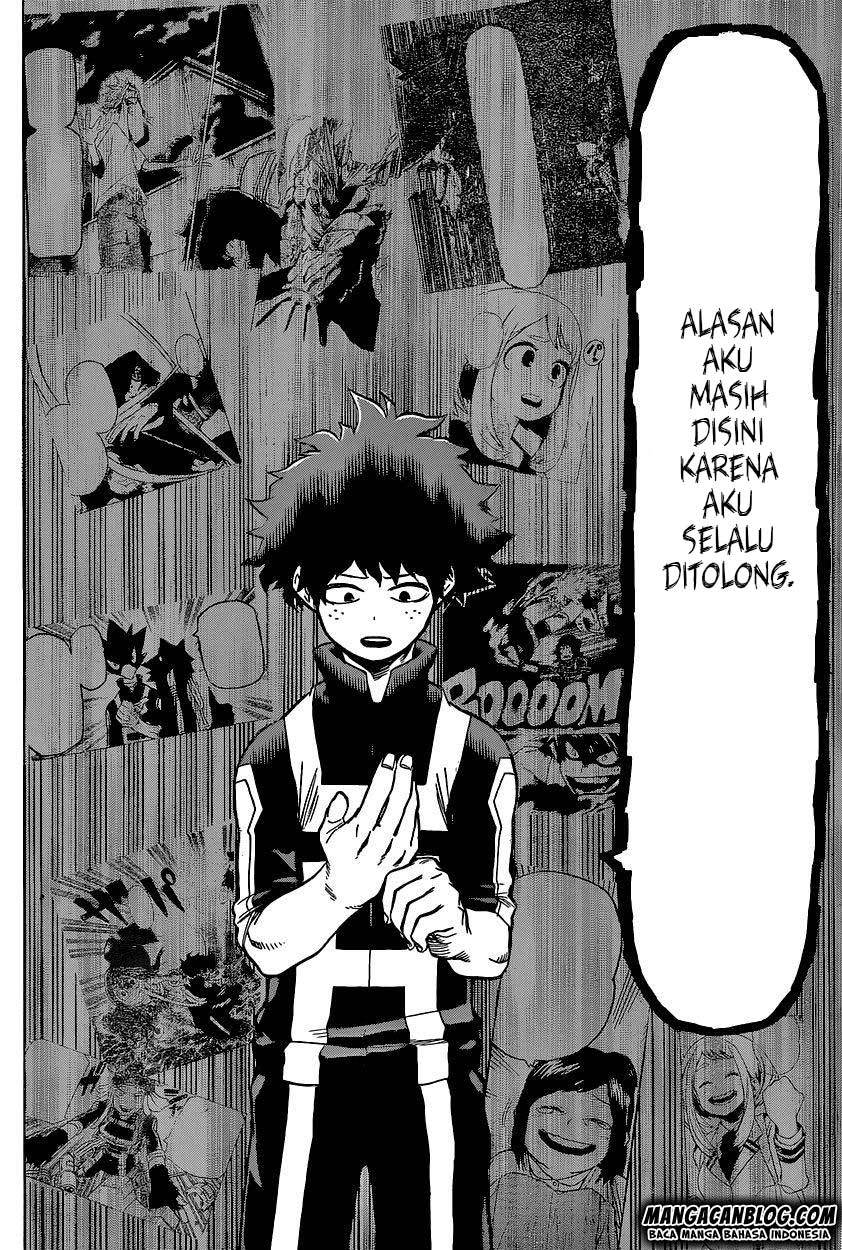 ALASAN
AKU
MASIH
DISINI
KARENA
AKU
SELALU
DITOLONG.
BOOOOM
MANGACANBLOG.COM
BACA MANGA BAHASA INDONESIA